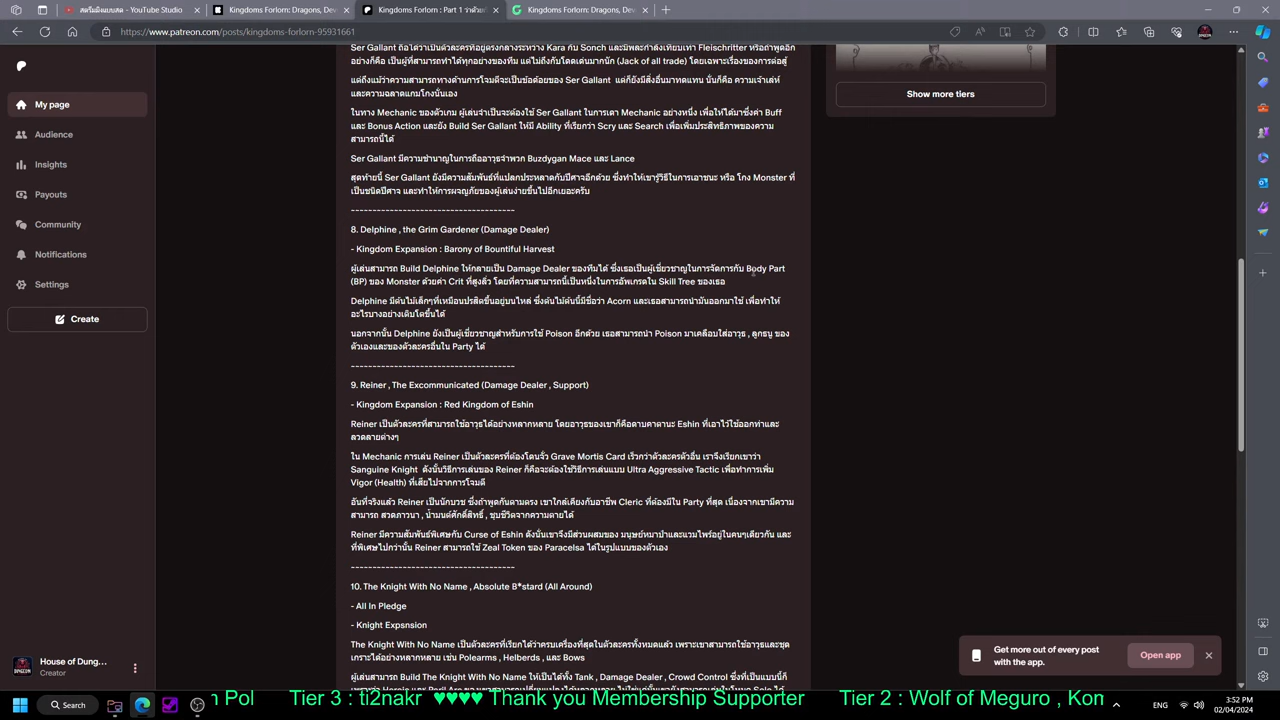 สตรีมมิงแบบสด - YouTube Studio
Kingdoms Forlorn: Dragons, Dev
Kingdoms Forlorn : Part 1 ว่าด้วยเ
Kingdoms Forlorn: Dragons, Dev
https://www.patreon.com/posts/kingdoms-forlorn-95931661
My page
Audience
Insights
Payouts
Community
Notifications
Settings
Create
House of Dung...
Creator
Ser Gallant ถือได้ว่าเป็นตัวละครที่อยู่ตรงกลางระหว่าง Kara กับ Sonch และมีพละกำลังเทียบเท่า Fleischritter หรือถ้าพูดอีก
อย่างก็คือ เป็นผู้ที่สามารถทำได้ทุกอย่าง แต่ไม่ถึงกับโดดเด่นมากนัก (Jack of all trade) โดยเฉพาะเรื่องของการต่อสู้
แต่ถึงแม้ว่าความสามารถทางด้านการโจมตีจะเป็นข้อด้อยของ Ser Gallant แต่ก็ยังมีสิ่งอื่นมาทดแทน นั่นก็คือ ความเจ้าเล่ห์
และความฉลาดแกมโกงนั่นเอง
ในทาง Mechanic ของตัวเกม ผู้เล่นจำเป็นจะต้องใช้ Ser Gallant ในการเดา Mechanic อย่างหนึ่ง เพื่อให้ได้มาซึ่งค่า Buff
และ Bonus Action และยัง Build Ser Gallant ให้มี Ability ที่เรียกว่า Scry และ Search เพื่อเพิ่มประสิทธิภาพของความ
สามารถนี้ได้
Ser Gallant มีความชำนาญในการถืออาวุธจำพวก Buzdygan Mace และ Lance
สุดท้ายนี้ Ser Gallant ยังมีความสัมพันธ์ที่แปลกประหลาดกับปีศาจอีกด้วย ซึ่งทำให้เขารู้วิธีในการเอาชนะ หรือ โกง Monster ที่
เป็นชนิดปีศาจ และทำให้การผจญภัยของผู้เล่นง่ายขึ้นไปอีกเยอะครับ
--------------------------------------
8. Delphine , the Grim Gardener (Damage Dealer)
- Kingdom Expansion : Barony of Bountiful Harvest
ผู้เล่นสามารถ Build Delphine ให้กลายเป็น Damage Dealer ของทีมได้ ซึ่งเธอเป็นผู้เชี่ยวชาญในการจัดการกับ Body Part
(BP) ของ Monster ด้วยค่า Crit ที่สูงลิ่ว โดยที่ความสามารถนี้เป็นหนึ่งในการอัพเกรดใน Skill Tree ของเธอ
Delphine มีต้นไม้เล็กๆที่เหมือนปรสิตขึ้นอยู่บนไหล่ ซึ่งต้นไม้ต้นนี้มีชื่อว่า Acorn และเธอสามารถนำมันออกมาใช้ เพื่อทำให้
อะไรบางอย่างเติบโตขึ้นได้
นอกจากนั้น Delphine ยังเป็นผู้เชี่ยวชาญสำหรับการใช้ Poison อีกด้วย เธอสามารถนำ Poison มาเคลือบใส่อาวุธ , ลูกธนู ของ
ตัวเองและของตัวละครอื่นใน Party ได้
--------------------------------------
9. Reiner , The Excommunicated (Damage Dealer , Support)
- Kingdom Expansion : Red Kingdom of Eshin
Reiner เป็นตัวละครที่สามารถใช้อาวุธได้อย่างหลากหลาย โดยอาวุธของเขาก็คือดาบคาตานะ Eshin ที่เอาไว้ใช้ออกท่าและ
ลวดลายต่างๆ
ใน Mechanic การเล่น Reiner เป็นตัวละครที่ต้องโดนจั่ว Grave Mortis Card เร็วกว่าตัวละครตัวอื่น เราจึงเรียกเขาว่า
Sanguine Knight ดังนั้นวิธีการเล่นของ Reiner ก็คือจะต้องใช้วิธีการเล่นแบบ Ultra Aggressive Tactic เพื่อทำการเพิ่ม
Vigor (Health) ที่เสียไปจากการโจมตี
อันที่จริงแล้ว Reiner เป็นนักบวช ซึ่งถ้าพูดกันตามตรง เขาใกล้เคียงกับอาชีพ Cleric ที่ต้องมีใน Party ที่สุด เนื่องจากเขามีความ
สามารถ สวดภาวนา , น้ำมนต์ศักดิ์สิทธิ์ , ชุบชีวิตจากความตายได้
Reiner มีความสัมพันธ์พิเศษกับ Curse of Eshin ดังนั้นเขาจึงมีส่วนผสมของ มนุษย์หมาป่าและแวมไพร์อยู่ในคนๆเดียวกัน และ
ที่พิเศษไปกว่านั้น Reiner สามารถใช้ Zeal Token ของ Paracelsa ได้ในรูปแบบของตัวเอง
--------------------------------------
10. The Knight With No Name , Absolute B*stard (All Around)
- All In Pledge
- Knight Expsnsion
The Knight With No Name เป็นตัวละครที่เรียกได้ว่าครบเครื่องที่สุดในตัวละครทั้งหมดแล้ว เพราะเขาสามารถใช้อาวุธและชุด
เกราะได้อย่างหลากหลาย เช่น Polearms , Helberds , และ Bows
ผู้เล่นสามารถ Build The Knight With No Name ให้เป็นได้ทั้ง Tank , Damage Dealer , Crowd Control ซึ่งที่เป็นแบบนี้ก็
Show more tiers
Get more out of every post
with the app.
Open app
n Pol Tier 3 : ti2nakr ♥♥♥♥ Thank you Membership Supporter Tier 2 : Wolf of Meguro , Kom
Search
ENG
3:52 PM
02/04/2024